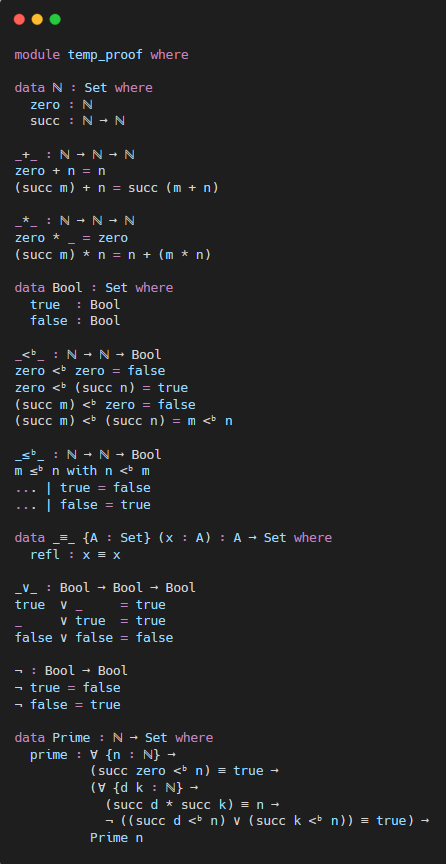 module temp_proof where
data ℕ : Set where
  zero : ℕ
  succ : ℕ → ℕ
_+_ : ℕ → ℕ → ℕ
zero + n = n
(succ m) + n = succ (m + n)
_*_ : ℕ → ℕ → ℕ
zero * _ = zero
(succ m) * n = n + (m * n)
data Bool : Set where
  true  : Bool
  false : Bool
_<ᵇ_ : ℕ → ℕ → Bool
zero <ᵇ zero = false
zero <ᵇ (succ n) = true
(succ m) <ᵇ zero = false
(succ m) <ᵇ (succ n) = m <ᵇ n
_≤ᵇ_ : ℕ → ℕ → Bool
m ≤ᵇ n with n <ᵇ m
... | true = false
... | false = true
data _≡_ {A : Set} (x : A) : A → Set where
  refl : x ≡ x
_∨_ : Bool → Bool → Bool
true  ∨ _     = true
_     ∨ true  = true
false ∨ false = false
¬ : Bool → Bool
¬ true = false
¬ false = true
data Prime : ℕ → Set where
  prime : ∀ {n : ℕ} →
          (succ zero <ᵇ n) ≡ true →
          (∀ {d k : ℕ} →
            (succ d * succ k) ≡ n →
            ¬ ((succ d <ᵇ n) ∨ (succ k <ᵇ n)) ≡ true) →
          Prime n